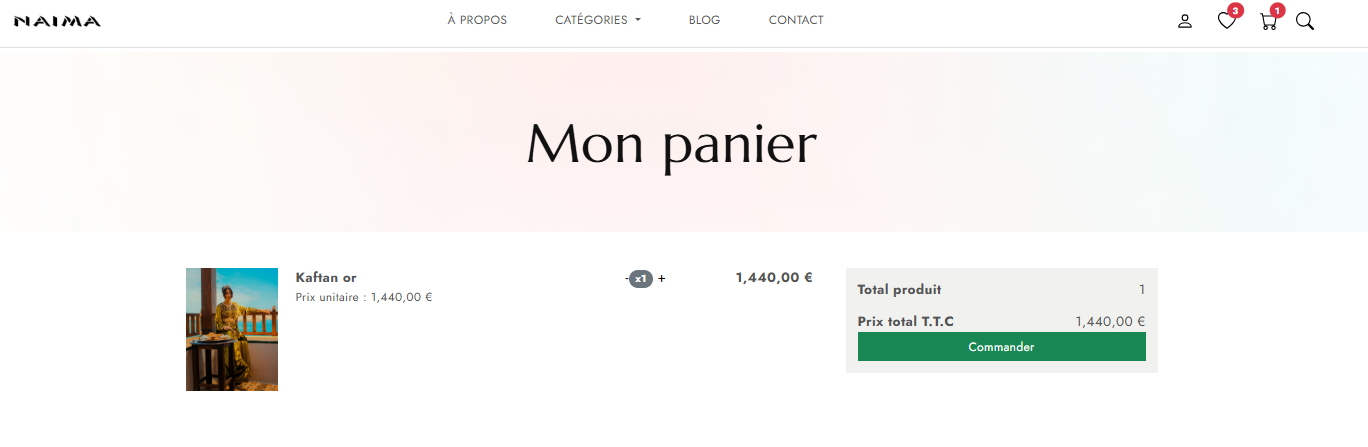 NAIMA À PROPOS CATÉGORIES BLOG CONTACT 3 1
Mon panier
Kaftan or - x1 + 1,440,00 €
Prix unitaire : 1,440,00 €
Total produit 1
Prix total T.T.C 1,440,00 €
Commander